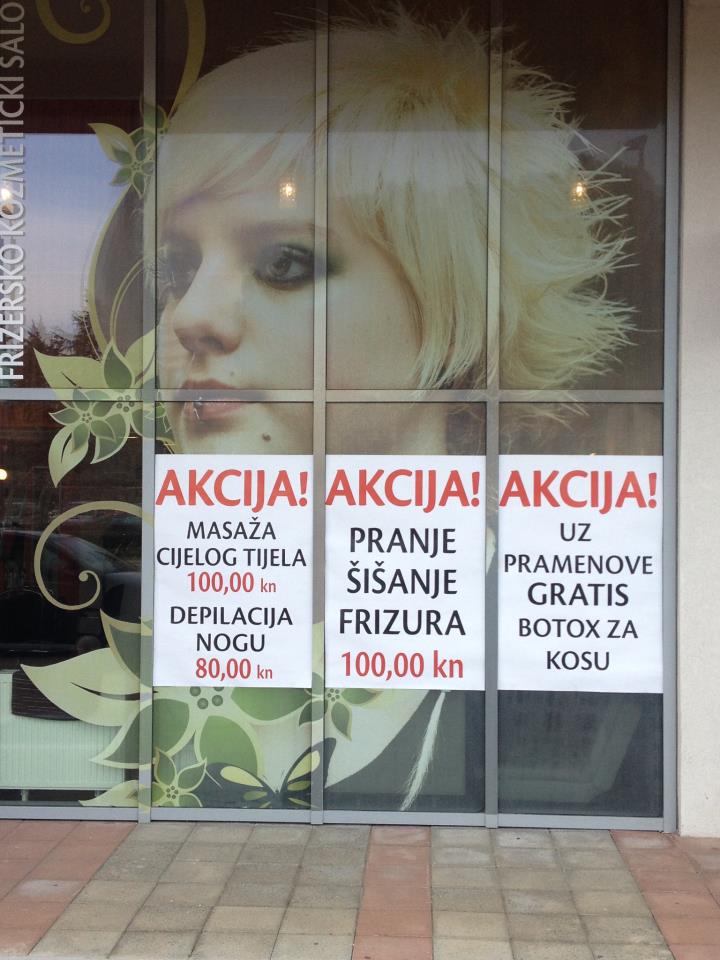 FRIZERSKO KOZMETICKI SALO
AKCIJA!
MASAŽA
CIJELOG TIJELA
100,00 kn
DEPILACIJA
NOGU
80,00 kn
AKCIJA!
PRANJE
ŠIŠANJE
FRIZURA
100,00 kn
AKCIJA!
UZ
PRAMENOVE
GRATIS
BOTOX ZA
KOSU